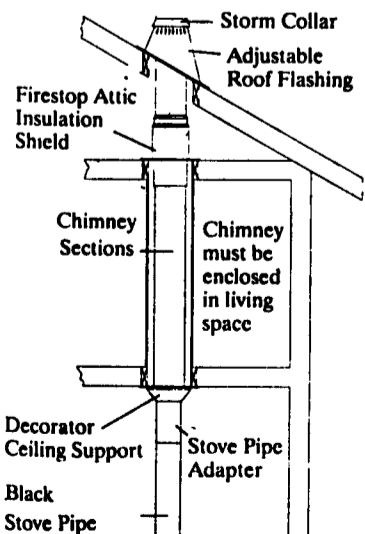 Storm Collar
Adjustable
Roof Flashing
Firestop Attic
Insulation
Shield
Chimney
Sections
Chimney
must be
enclosed
in living
space
Decorator
Ceiling Support
Stove Pipe
Adapter
Black
Stove Pipe